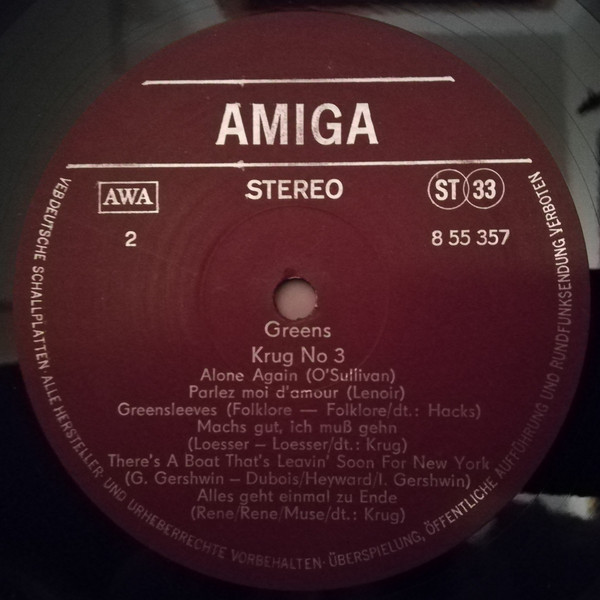 AMIGA
AWA
STEREO
ST 33
2
8 55 357
Greens
Krug No 3
Alone Again (O'Sullivan)
Parlez moi d'amour (Lenoir)
Greensleeves (Folklore — Folklore/dt.: Hacks)
Machs gut, ich muß gehn
(Loesser – Loesser/dt.: Krug)
There's A Boat That's Leavin' Soon For New York
(G. Gershwin – Dubois/Heyward/I. Gershwin)
Alles geht einmal zu Ende
(Rene/Rene/Muse/dt.: Krug)
VEB DEUTSCHE SCHALLPLATTEN · ALLE HERSTELLER- UND URHEBERRECHTE VORBEHALTEN · ÜBERSPIELUNG, ÖFFENTLICHE AUFFÜHRUNG UND RUNDFUNKSENDUNG VERBOTEN